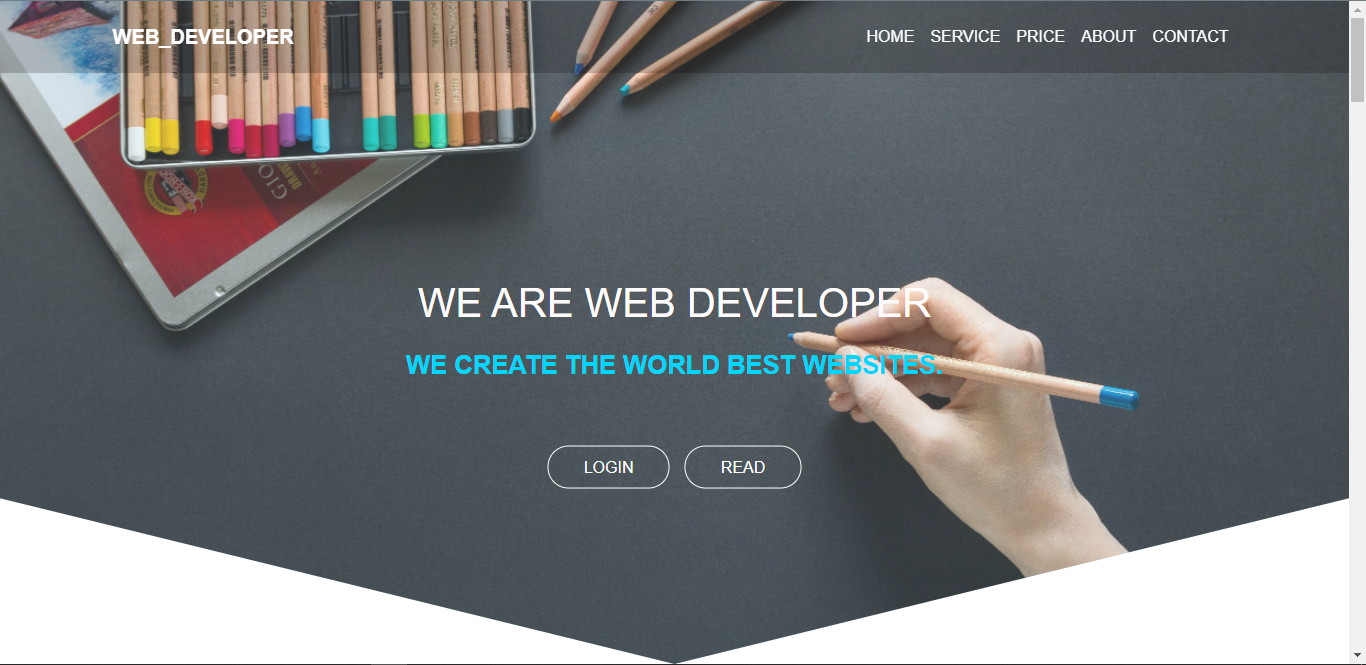 WEB_DEVELOPER
HOME SERVICE PRICE ABOUT CONTACT
WE ARE WEB DEVELOPER
WE CREATE THE WORLD BEST WEBSITES.
LOGIN READ